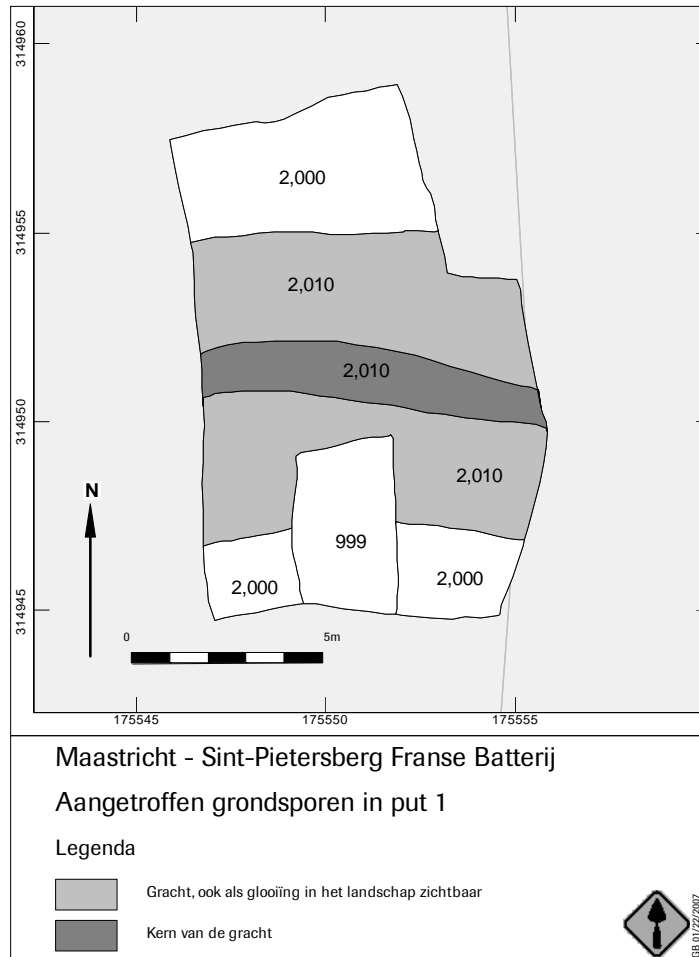 314960
2,000
314955
2,010
2,010
314950
2,010
N
999
2,000
2,000
314945
0
5m
175545
175550
175555
Maastricht - Sint-Pietersberg Franse Batterij
Aangetroffen grondsporen in put 1
Legenda
Gracht, ook als glooiïng in het landschap zichtbaar
Kern van de gracht
GB 01/22/2007